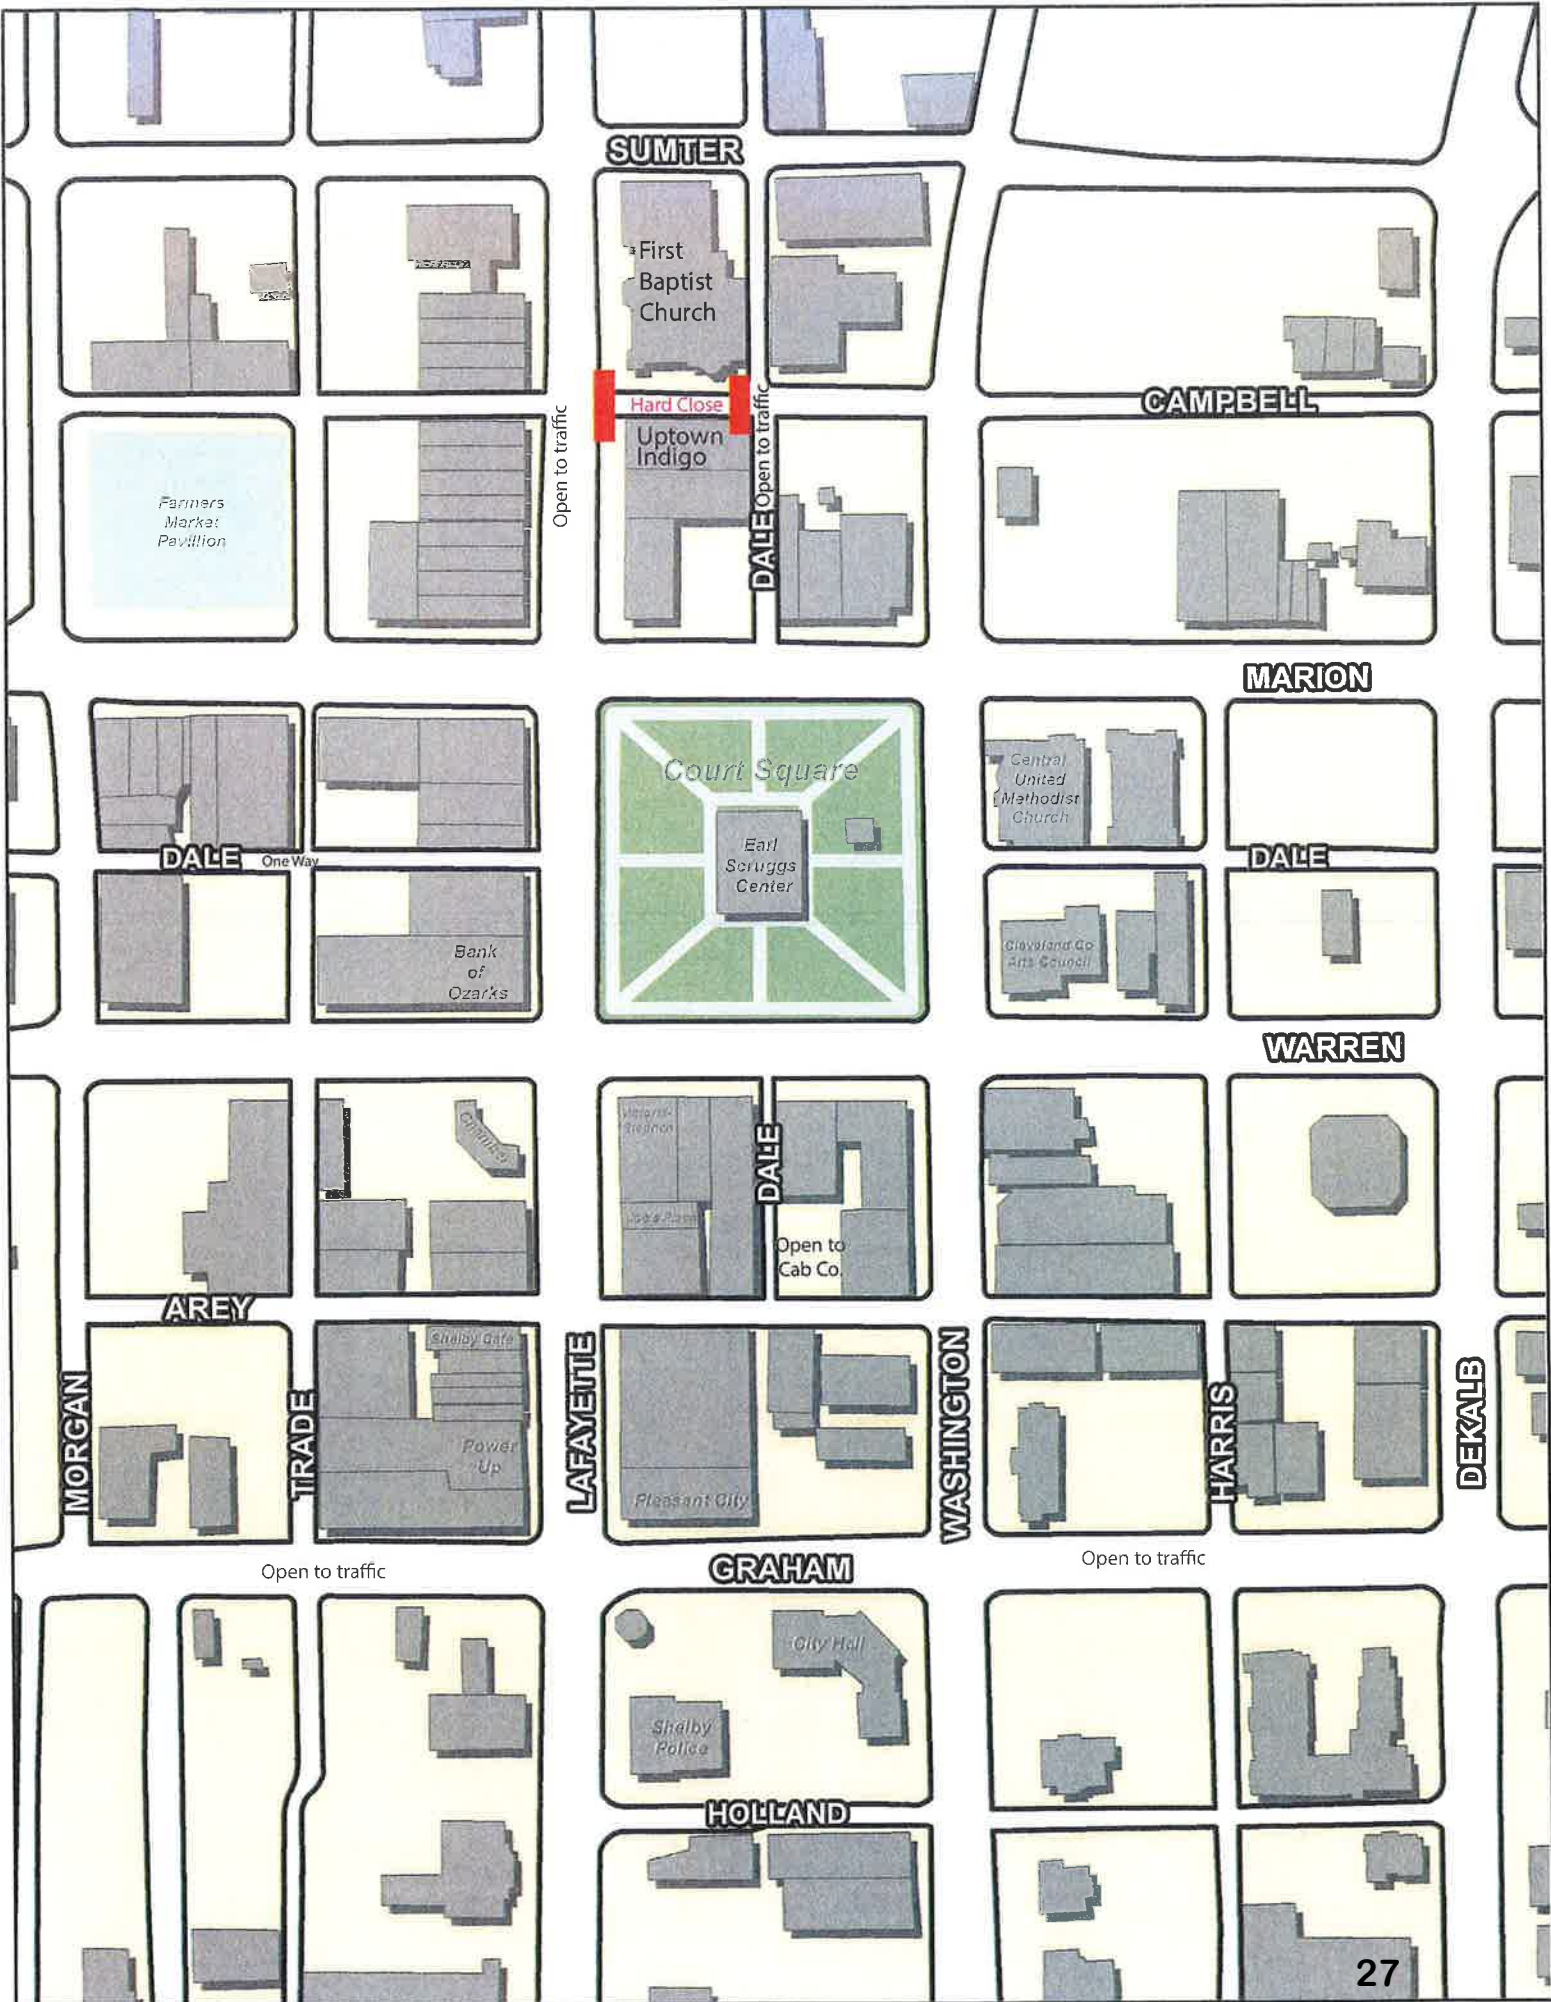 SUMTER
First
Baptist
Church
Hard Close
CAMPBELL
Open to traffic
Open to traffic
Uptown
Indigo
DALE
Farmers
Market
Pavillion
MARION
Court Square
Central
United
Methodist
Church
Earl
Scruggs
Center
DALE
One Way
DALE
Bank
of
Ozarks
Cleveland Co
Arts Council
WARREN
Chamber
DALE
Open to
Cab Co.
AREY
Shelby Cafe
MORGAN
TRADE
LAFAYETTE
WASHINGTON
HARRIS
DEKALB
Power
Up
Pleasant City
Open to traffic
GRAHAM
Open to traffic
City Hall
Shelby
Police
HOLLAND
27